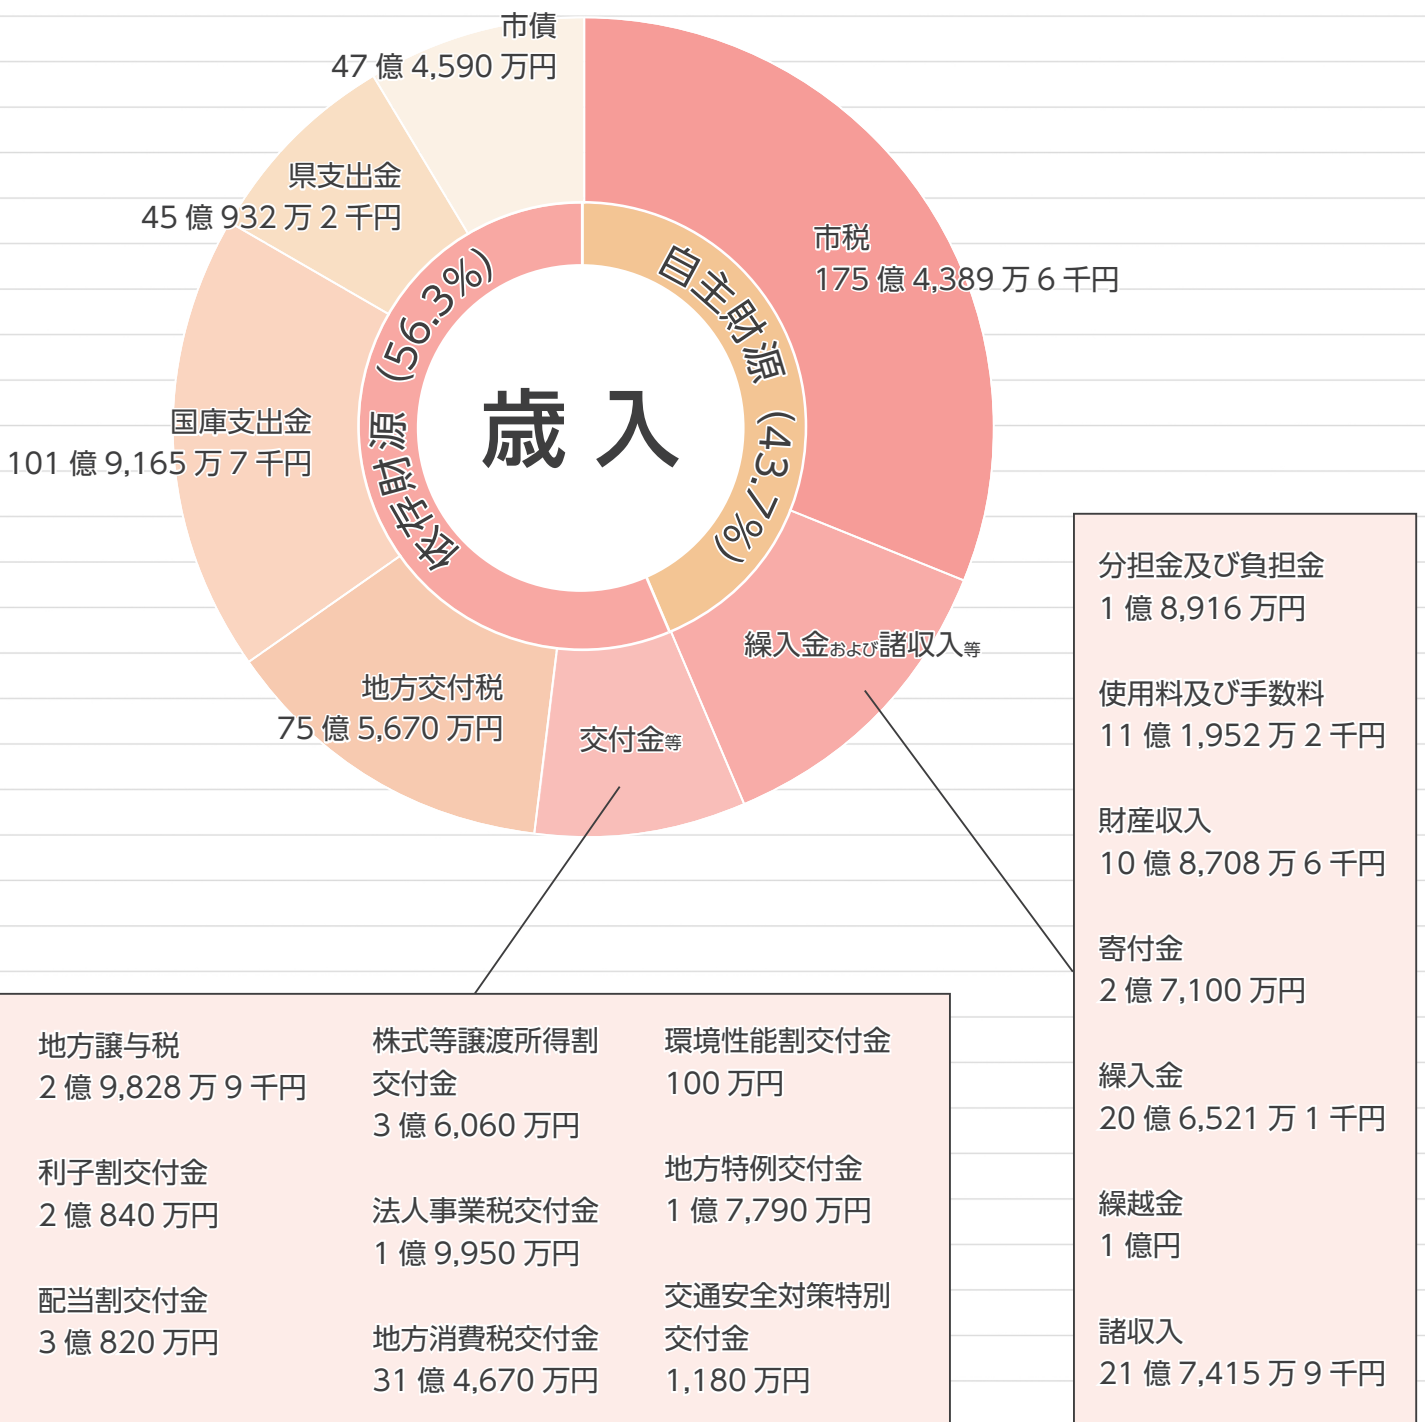 市債
47 億 4,590 万円
県支出金
45 億 932 万 2 千円
国庫支出金
101 億 9,165 万 7 千円
地方交付税
75 億 5,670 万円
交付金等
市税
175 億 4,389 万 6 千円
繰入金および諸収入等
自主財源 (43.7%)
依存財源 (56.3%)
歳入
分担金及び負担金
1 億 8,916 万円
使用料及び手数料
11 億 1,952 万 2 千円
財産収入
10 億 8,708 万 6 千円
寄付金
2 億 7,100 万円
繰入金
20 億 6,521 万 1 千円
繰越金
1 億円
諸収入
21 億 7,415 万 9 千円
地方譲与税
2 億 9,828 万 9 千円
利子割交付金
2 億 840 万円
配当割交付金
3 億 820 万円
株式等譲渡所得割
交付金
3 億 6,060 万円
法人事業税交付金
1 億 9,950 万円
地方消費税交付金
31 億 4,670 万円
環境性能割交付金
100 万円
地方特例交付金
1 億 7,790 万円
交通安全対策特別
交付金
1,180 万円